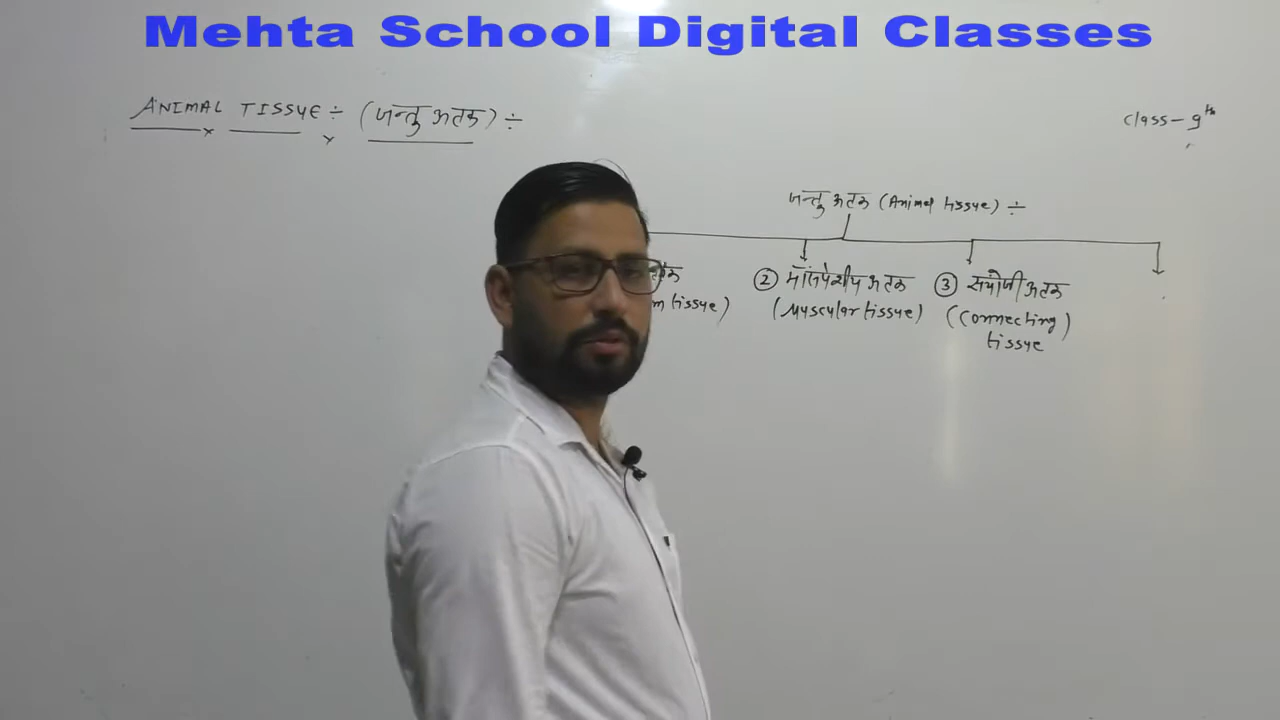 Mehta School Digital Classes
ANIMAL TISSUE ÷ (जन्तु ऊतक) ÷
Class - 9th
जन्तु ऊतक (Animal tissue) ÷
② माँसपेशीय ऊतक
(Muscular tissue)
③ संयोजी ऊतक
(Connecting)
tissue
m tissue)